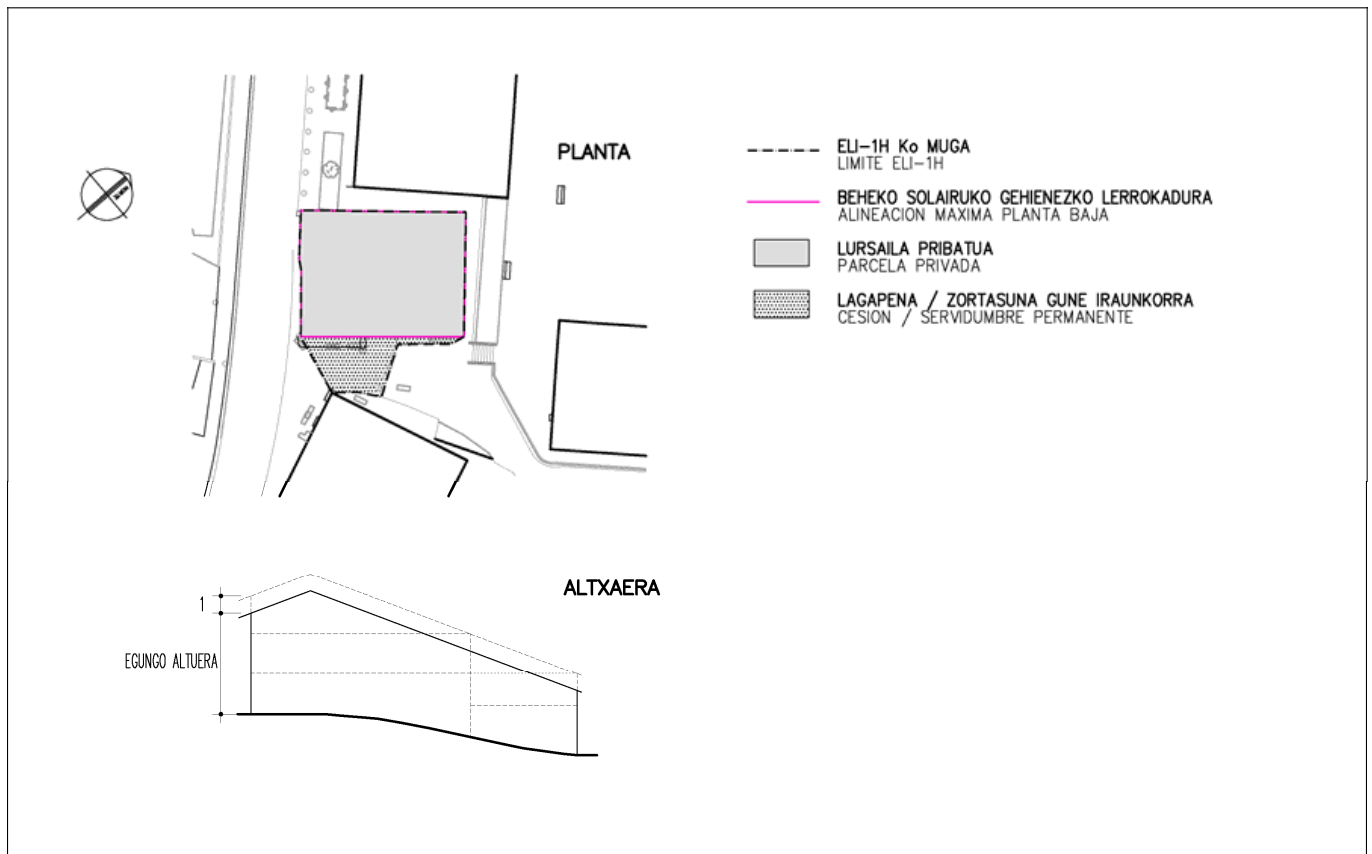 PLANTA
ELI-1H Ko MUGA
LIMITE ELI-1H
BEHEKO SOLAIRUKO GEHIENEZKO LERROKADURA
ALINEACION MAXIMA PLANTA BAJA
LURSAILA PRIBATUA
PARCELA PRIVADA
LAGAPENA / ZORTASUNA GUNE IRAUNKORRA
CESION / SERVIDUMBRE PERMANENTE
ALTXAERA
1
EGUNGO ALTUERA